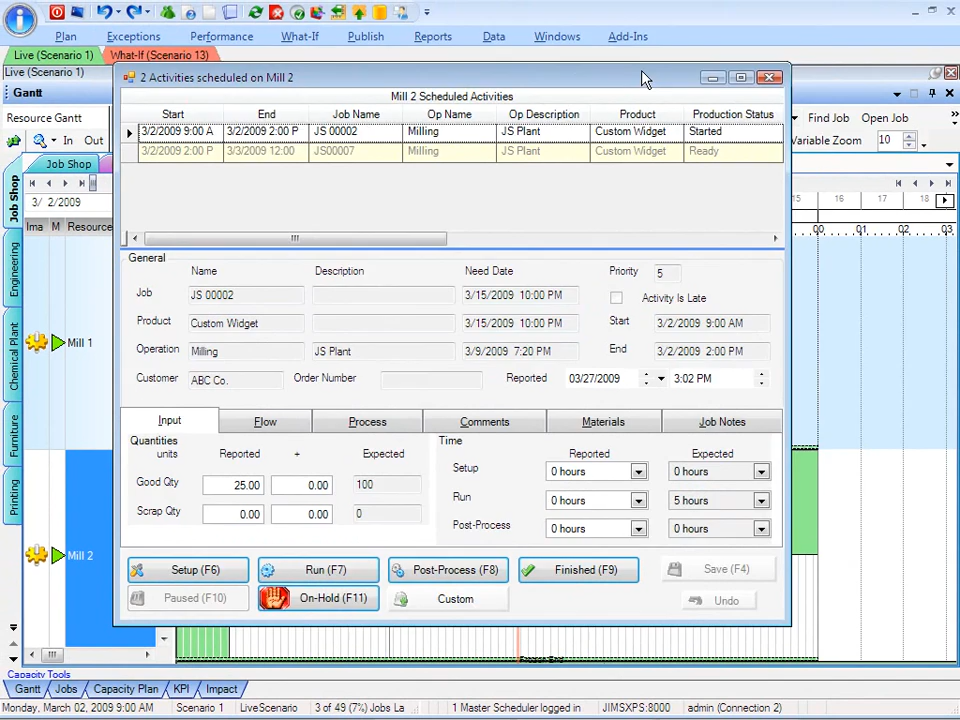 Plan Exceptions Performance What-If Publish Reports Data Windows Add-Ins
Live (Scenario 1) What-If (Scenario 13)
Live (Scenario 1)
Gantt
Resource Gantt
In Out
Find Job Open Job
Variable Zoom 10
Job Shop
3/ 2/2009
Ima M Resource
15 16 17 18
00 01 02 03
Job Shop
Engineering
Chemical Plant
Furniture
Printing
Mill 1
Mill 2
2 Activities scheduled on Mill 2
Mill 2 Scheduled Activities
Start End Job Name Op Name Op Description Product Production Status
3/2/2009 9:00 A 3/2/2009 2:00 P JS 00002 Milling JS Plant Custom Widget Started
3/2/2009 2:00 P 3/3/2009 12:00 JS00007 Milling JS Plant Custom Widget Ready
General
Name Description Need Date Priority 5
Job JS 00002 3/15/2009 10:00 PM Activity Is Late
Product Custom Widget 3/15/2009 10:00 PM Start 3/2/2009 9:00 AM
Operation Milling JS Plant 3/9/2009 7:20 PM End 3/2/2009 2:00 PM
Customer ABC Co. Order Number Reported 03/27/2009 3:02 PM
Input Flow Process Comments Materials Job Notes
Quantities Time
units Reported + Expected Reported Expected
Good Qty 25.00 0.00 100 Setup 0 hours 0 hours
Run 0 hours 5 hours
Scrap Qty 0.00 0.00 0 Post-Process 0 hours 0 hours
Setup (F6) Run (F7) Post-Process (F8) Finished (F9) Save (F4)
Paused (F10) On-Hold (F11) Custom Undo
Frozen End
Capacity Tools
Gantt Jobs Capacity Plan KPI Impact
Monday, March 02, 2009 9:00 AM Scenario 1 LiveScenario 3 of 49 (7%) Jobs La 1 Master Scheduler logged in JIMSXPS:8000 admin (Connection 2)